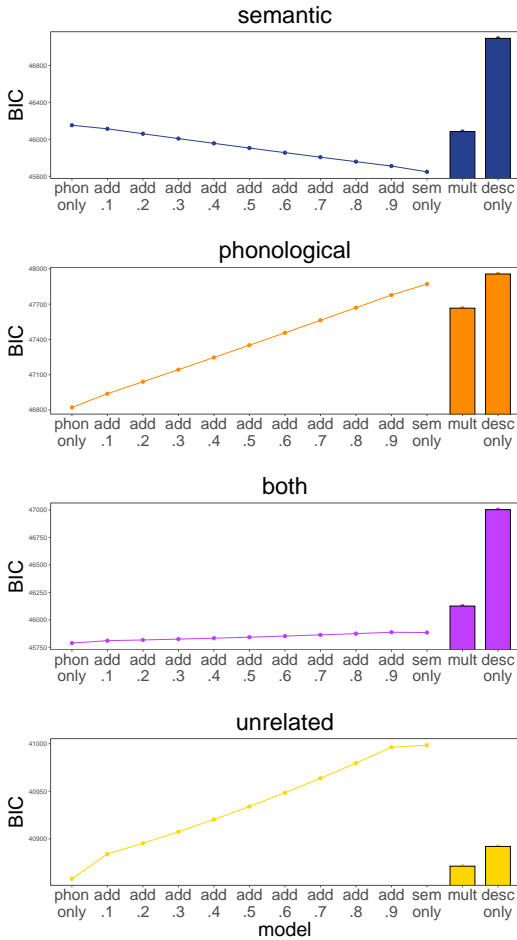 semantic
BIC
46800
46400
46000
45600
phon only add .1 add .2 add .3 add .4 add .5 add .6 add .7 add .8 add .9 sem only mult desc only
phonological
BIC
48000
47700
47400
47100
46800
phon only add .1 add .2 add .3 add .4 add .5 add .6 add .7 add .8 add .9 sem only mult desc only
both
BIC
47000
46750
46500
46250
46000
45750
phon only add .1 add .2 add .3 add .4 add .5 add .6 add .7 add .8 add .9 sem only mult desc only
unrelated
BIC
41000
40950
40900
phon only add .1 add .2 add .3 add .4 add .5 add .6 add .7 add .8 add .9 sem only mult desc only
model